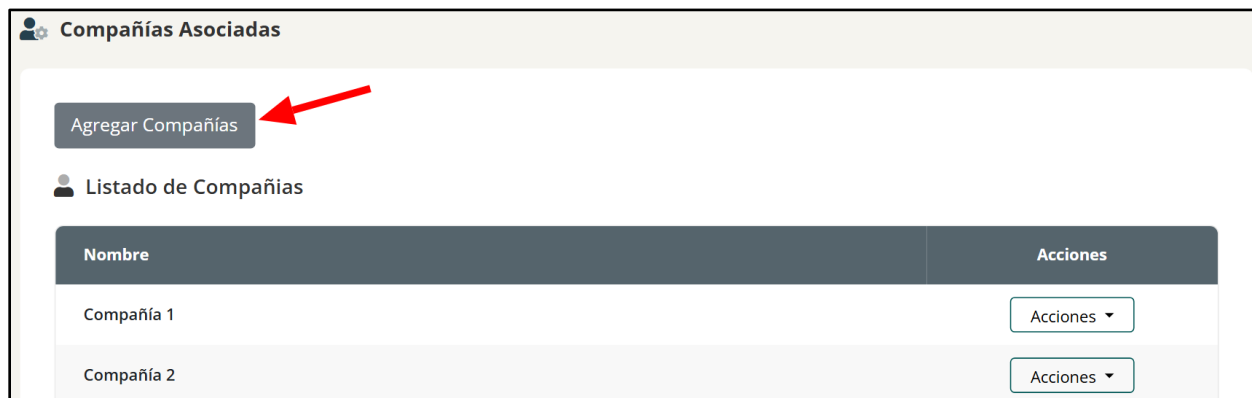 Compañías Asociadas
Agregar Compañías
Listado de Compañias
Nombre Acciones
Compañía 1 Acciones
Compañía 2 Acciones